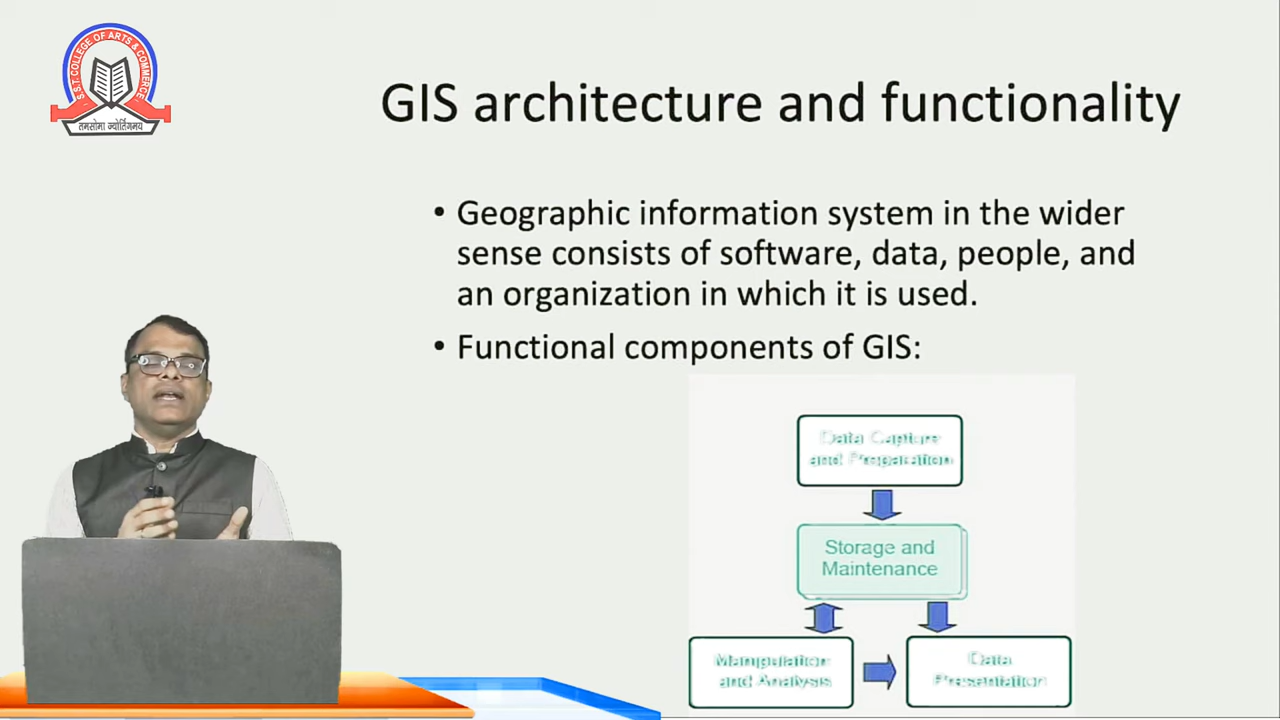 S.S.T. COLLEGE OF ARTS & COMMERCE
तमसोमा ज्योर्तिगमय
GIS architecture and functionality
• Geographic information system in the wider
sense consists of software, data, people, and
an organization in which it is used.
• Functional components of GIS:
Data Capture
and Preparation
Storage and
Maintenance
Manipulation
and Analysis
Data
Presentation